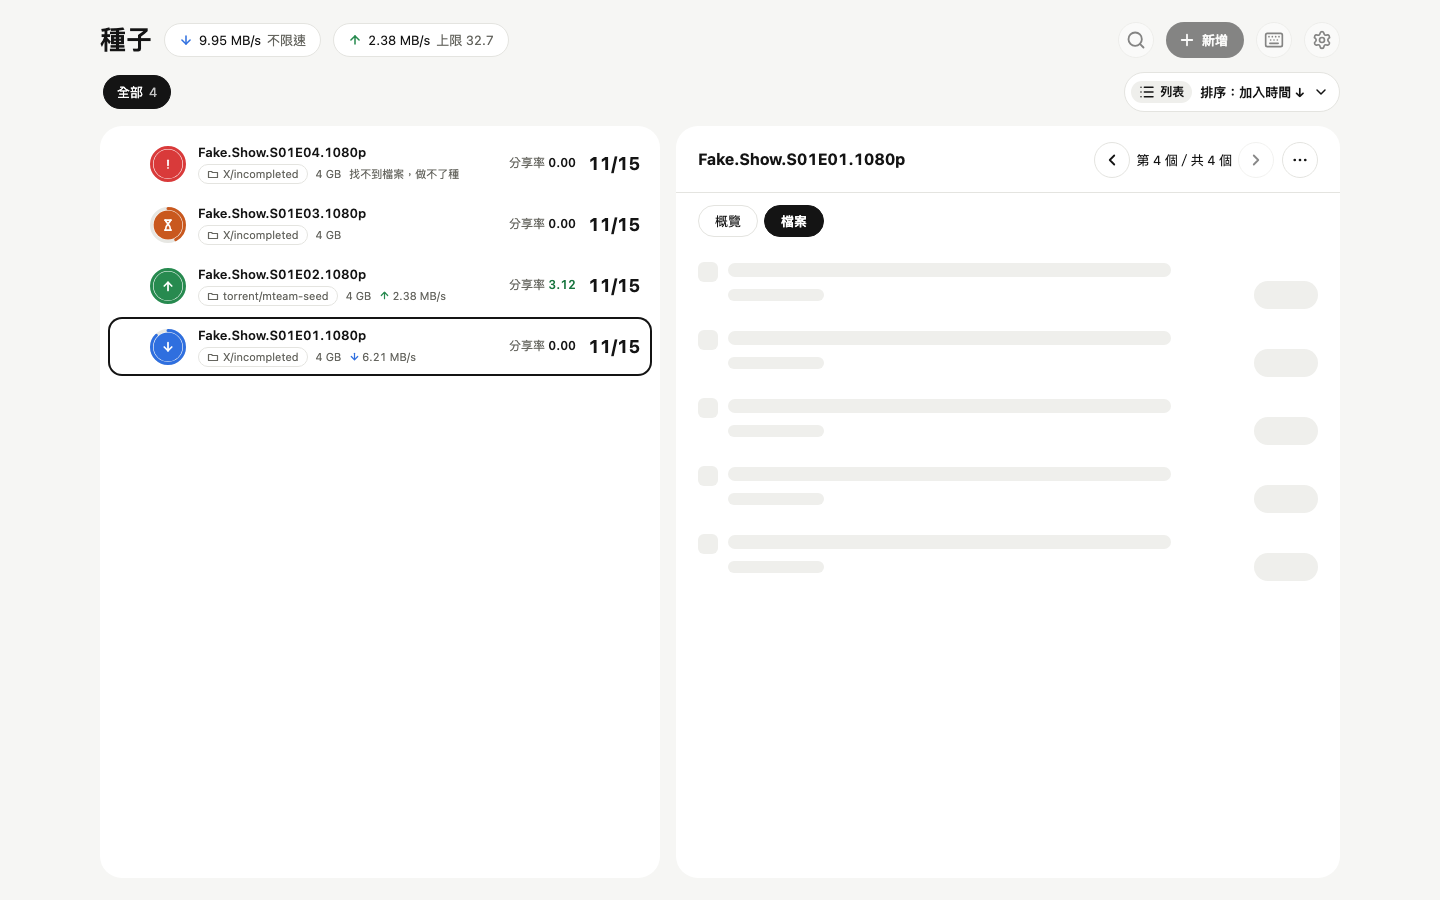 種子 9.95 MB/s 不限速 2.38 MB/s 上限 32.7 新增
全部 4 列表 排序：加入時間
Fake.Show.S01E04.1080p
X/incompleted 4 GB 找不到檔案，做不了種
分享率 0.00 11/15
Fake.Show.S01E03.1080p
X/incompleted 4 GB
分享率 0.00 11/15
Fake.Show.S01E02.1080p
torrent/mteam-seed 4 GB 2.38 MB/s
分享率 3.12 11/15
Fake.Show.S01E01.1080p
X/incompleted 4 GB 6.21 MB/s
分享率 0.00 11/15
Fake.Show.S01E01.1080p 第 4 個 / 共 4 個
概覽 檔案